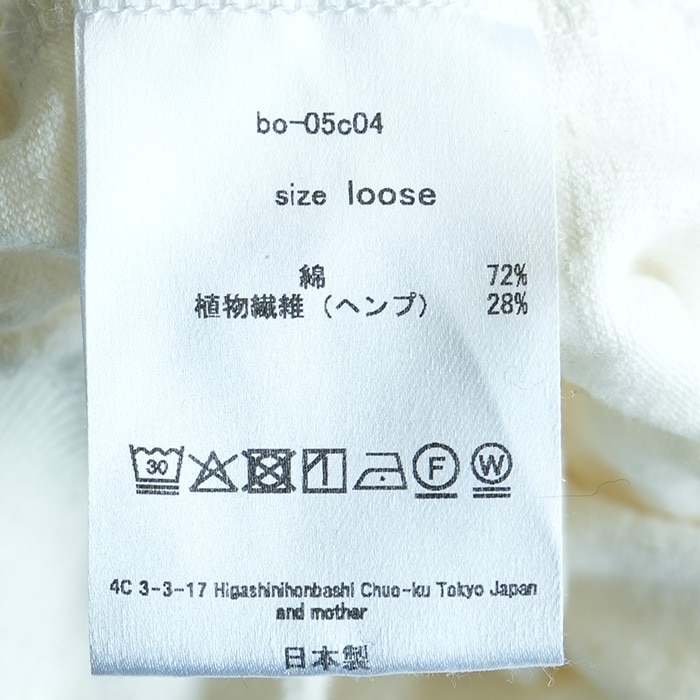 bo-05c04
size loose
綿 72%
植物繊維（ヘンプ） 28%
30 F W
4C 3-3-17 Higashinihonbashi Chuo-ku Tokyo Japan
and mother
日本製